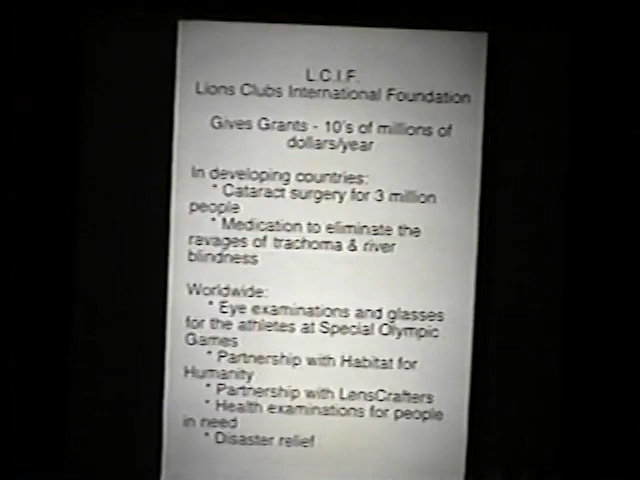 L.C.I.F.
Lions Clubs International Foundation
Gives Grants - 10's of millions of
dollars/year
In developing countries:
* Cataract surgery for 3 million
people
* Medication to eliminate the
ravages of trachoma & river
blindness
Worldwide:
* Eye examinations and glasses
for the athletes at Special Olympic
Games
* Partnership with Habitat for
Humanity
* Partnership with LensCrafters
* Health examinations for people
in need
* Disaster relief